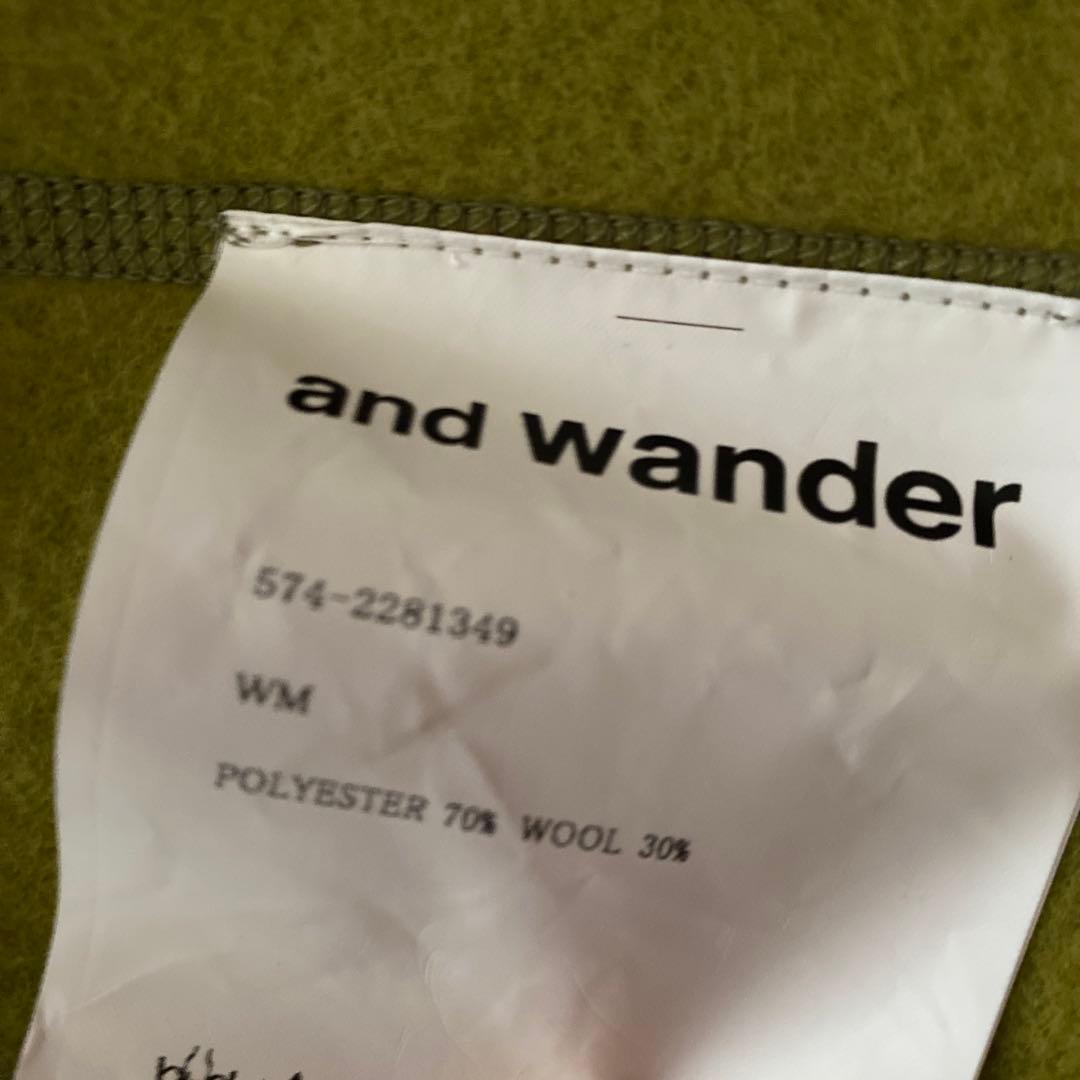 and wander
574-2281349
WM
POLYESTER 70% WOOL 30%